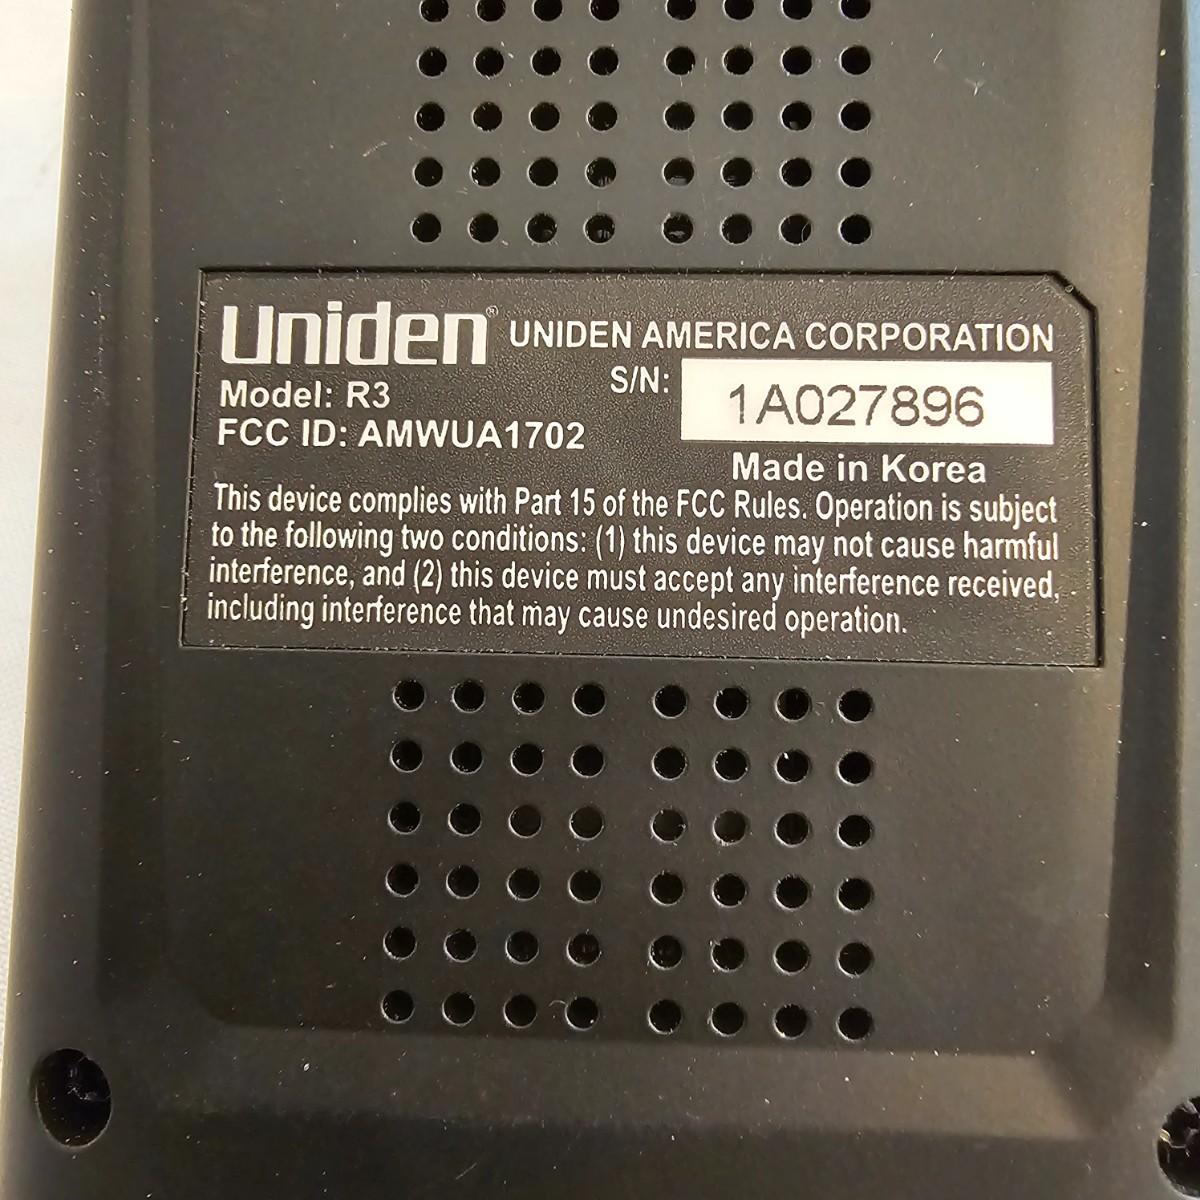 uniden® UNIDEN AMERICA CORPORATION
Model: R3
S/N: 1A027896
FCC ID: AMWUA1702
Made in Korea
This device complies with Part 15 of the FCC Rules. Operation is subject
to the following two conditions: (1) this device may not cause harmful
interference, and (2) this device must accept any interference received,
including interference that may cause undesired operation.